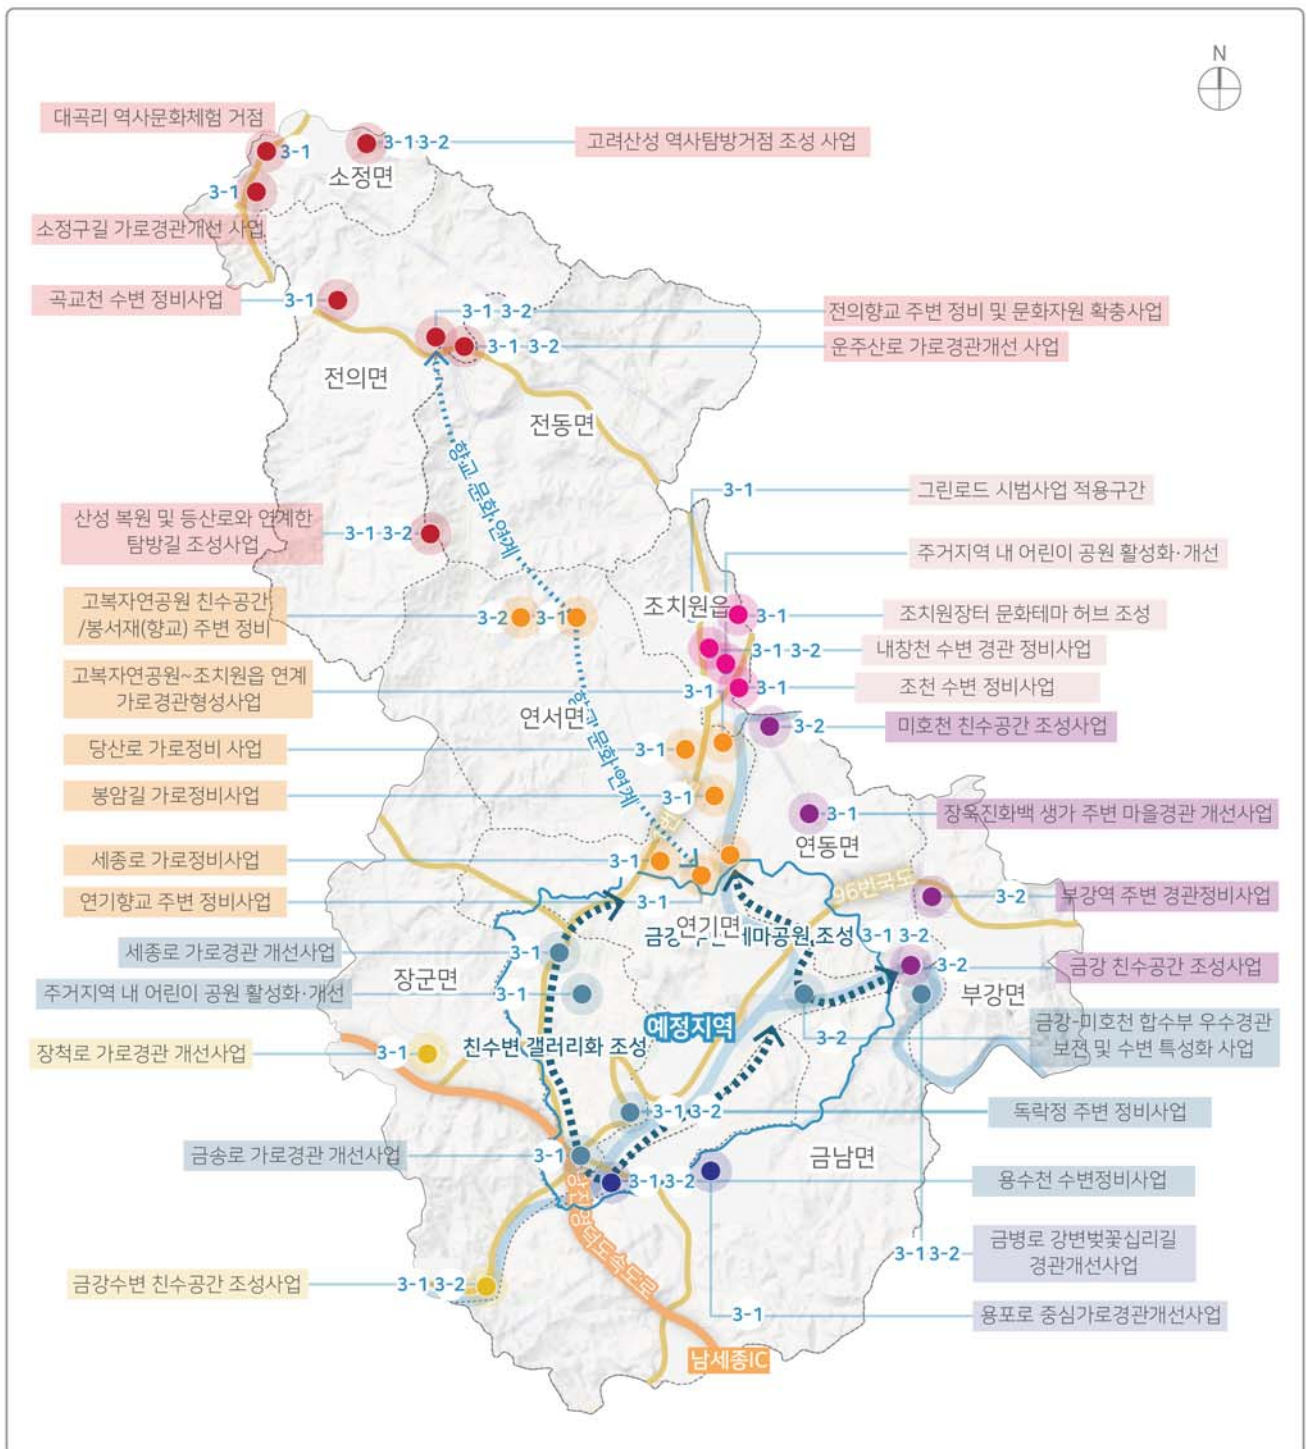 N
대곡리 역사문화체험 거점
3-1
3-1·3-2
고려산성 역사탐방거점 조성 사업
소정면
3-1
소정구길 가로경관개선 사업
곡교천 수변 정비사업
3-1
3-1 3-2
전의향교 주변 정비 및 문화자원 확충사업
3-1 3-2
운주산로 가로경관개선 사업
전의면
전동면
향교 문화 연계
3-1
그린로드 시범사업 적용구간
산성 복원 및 등산로와 연계한
탐방길 조성사업
3-1·3-2
주거지역 내 어린이 공원 활성화·개선
고복자연공원 친수공간
/봉서재(향교) 주변 정비
3-2
3-1
조치원읍
3-1
조치원장터 문화테마 허브 조성
3-1·3-2
내창천 수변 경관 정비사업
고복자연공원~조치원읍 연계
가로경관형성사업
3-1
3-1
조천 수변 정비사업
연서면
향교 문화 연계
3-2
미호천 친수공간 조성사업
당산로 가로정비 사업
3-1
봉암길 가로정비사업
3-1
3-1
장욱진화백 생가 주변 마을경관 개선사업
연동면
세종로 가로정비사업
3-1
96번국도
3-2
부강역 주변 경관정비사업
연기향교 주변 정비사업
3-1
연기면
테마공원 조성
3-1 3-2
세종로 가로경관 개선사업
3-1
3-2
금강 친수공간 조성사업
장군면
주거지역 내 어린이 공원 활성화·개선
3-1
부강면
예정지역
3-2
금강-미호천 합수부 우수경관
보전 및 수변 특성화 사업
친수변 갤러리화 조성
장척로 가로경관 개선사업
3-1
3-1·3-2
독락정 주변 정비사업
금송로 가로경관 개선사업
3-1
금남면
3-1·3-2
용수천 수변정비사업
당진영덕고속도로
3-1 3-2
금병로 강변벚꽃십리길
경관개선사업
금강수변 친수공간 조성사업
3-1 3-2
3-1
용포로 중심가로경관개선사업
남세종IC